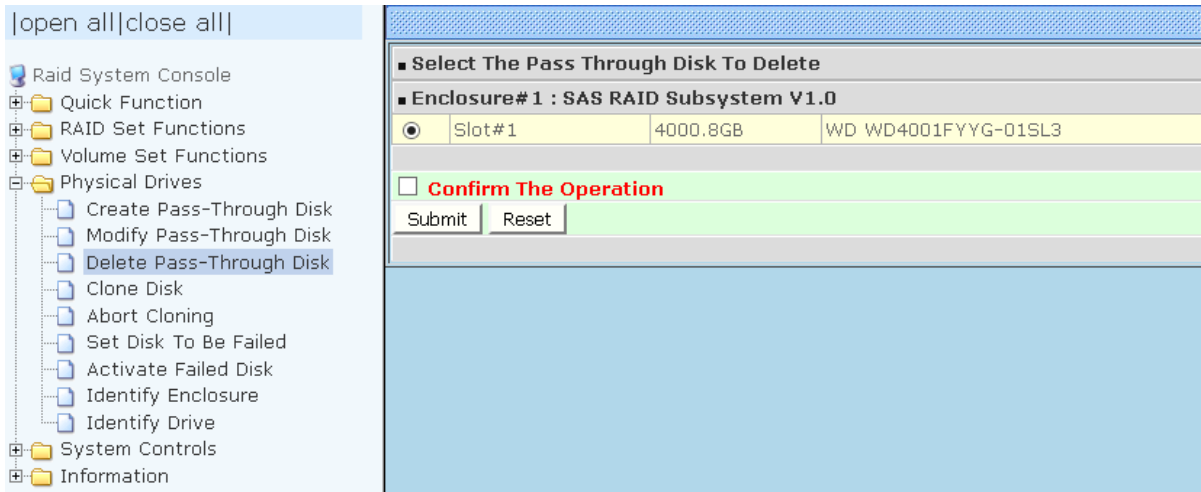 |open all|close all|
Raid System Console
Quick Function
RAID Set Functions
Volume Set Functions
Physical Drives
Create Pass-Through Disk
Modify Pass-Through Disk
Delete Pass-Through Disk
Clone Disk
Abort Cloning
Set Disk To Be Failed
Activate Failed Disk
Identify Enclosure
Identify Drive
System Controls
Information
Select The Pass Through Disk To Delete
Enclosure#1 : SAS RAID Subsystem V1.0
Slot#1 4000.8GB WD WD4001FYYG-01SL3
Confirm The Operation
Submit Reset